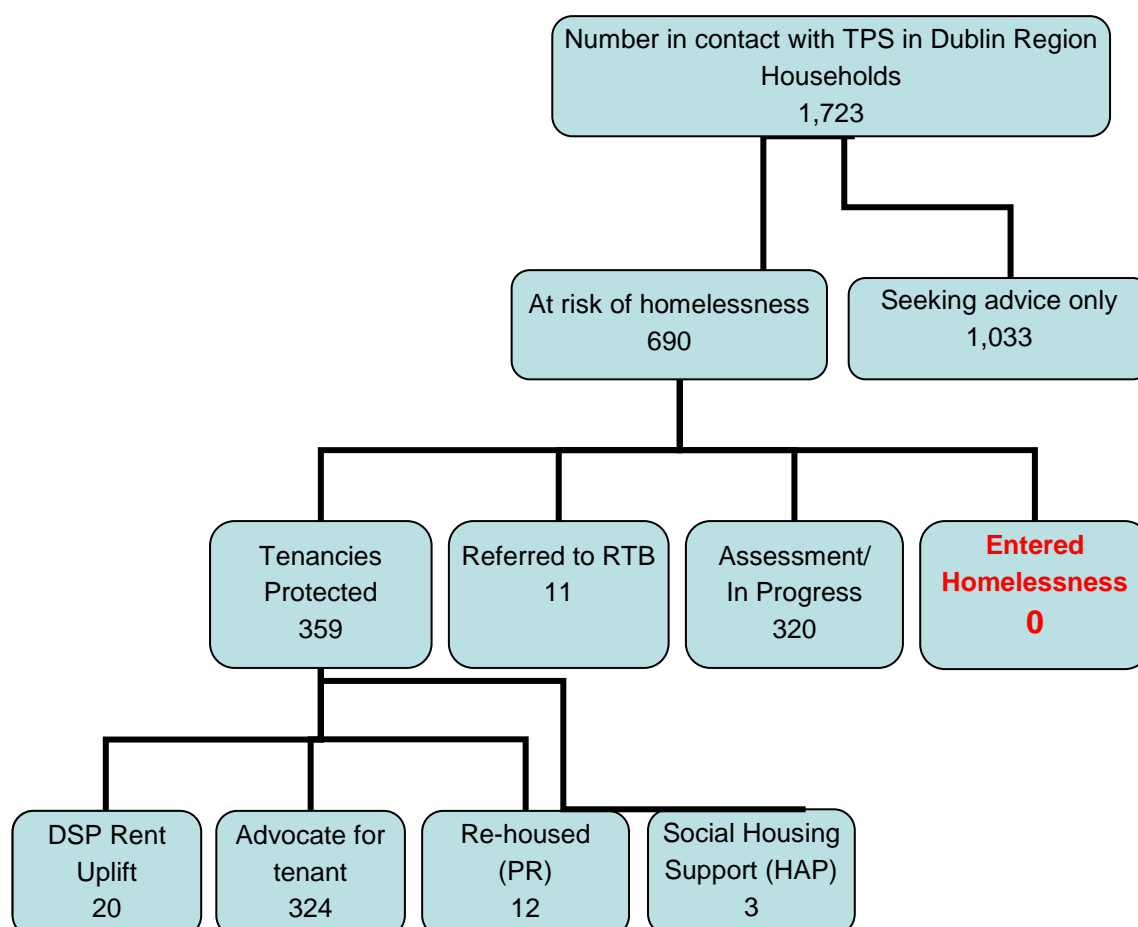 Number in contact with TPS in Dublin Region
Households
1,723
At risk of homelessness
690
Seeking advice only
1,033
Tenancies
Protected
359
Referred to RTB
11
Assessment/
In Progress
320
Entered
Homelessness
0
DSP Rent
Uplift
20
Advocate for
tenant
324
Re-housed
(PR)
12
Social Housing
Support (HAP)
3